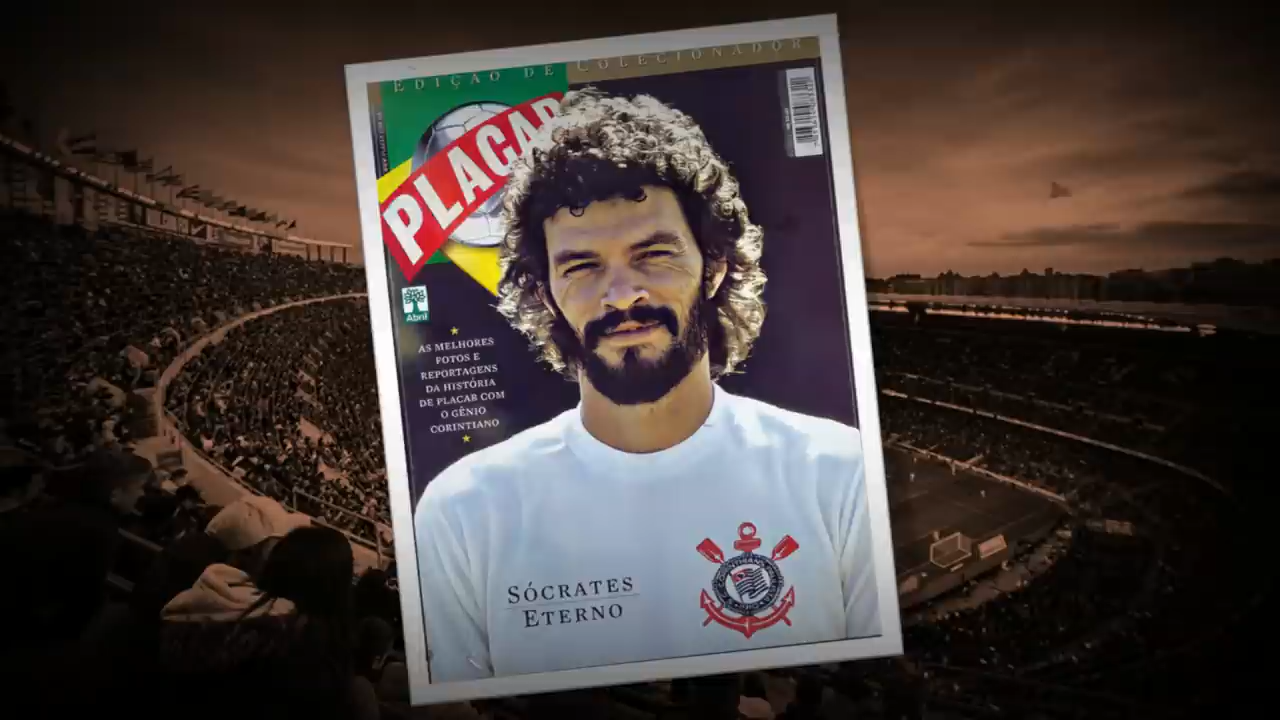 EDIÇÃO DE COLECIONADOR
PLACAR
Abril
AS MELHORES
FOTOS E
REPORTAGENS
DA HISTÓRIA
DE PLACAR COM
O GÊNIO
CORINTIANO
SÓCRATES
ETERNO